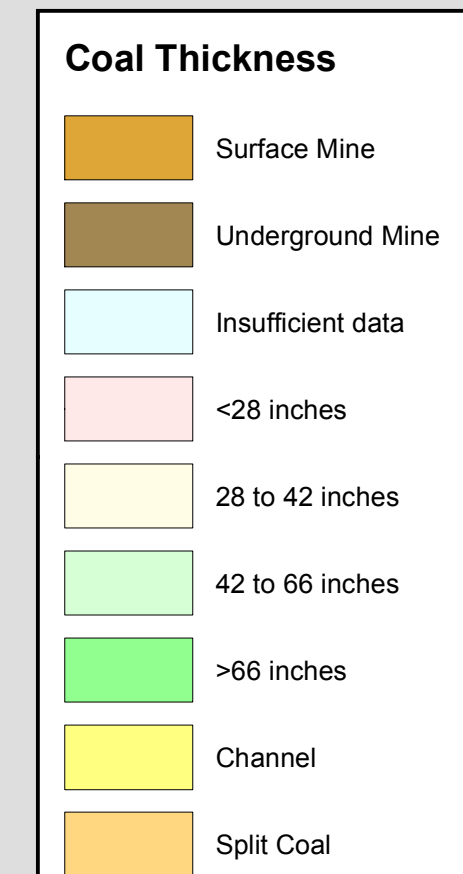 Coal Thickness
Surface Mine
Underground Mine
Insufficient data
<28 inches
28 to 42 inches
42 to 66 inches
>66 inches
Channel
Split Coal